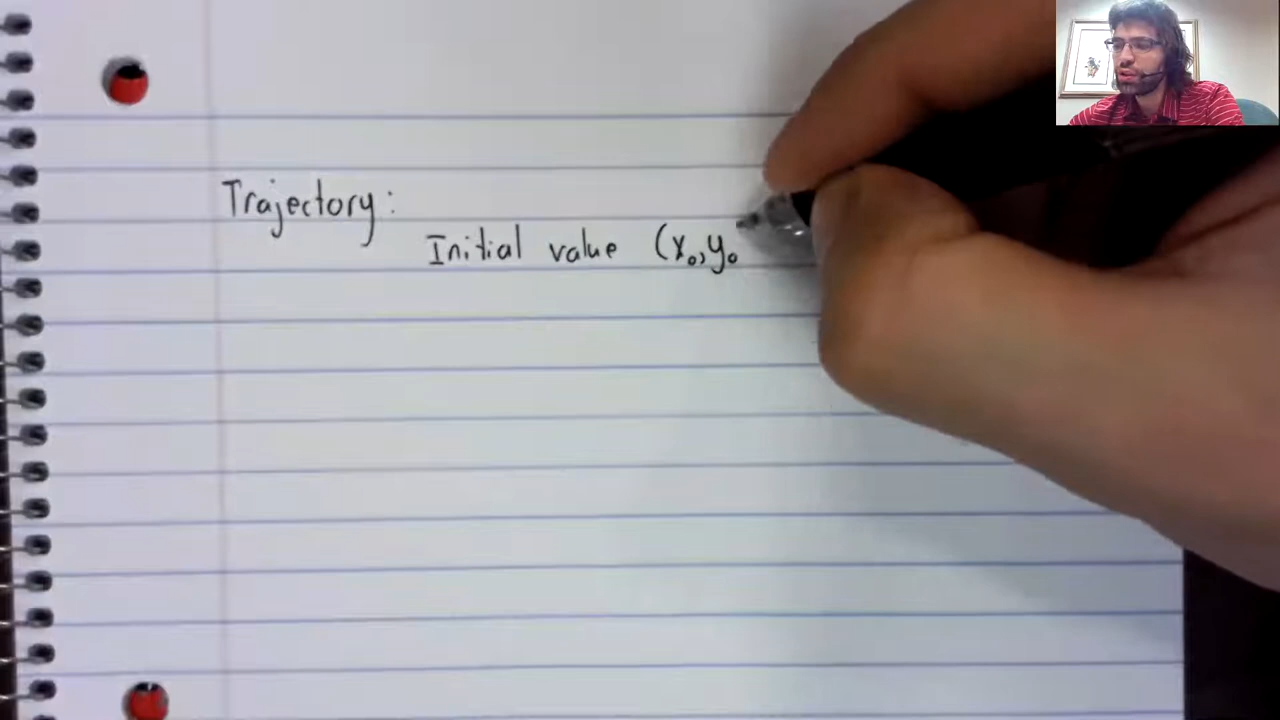 Trajectory:
Initial value (x₀, y₀